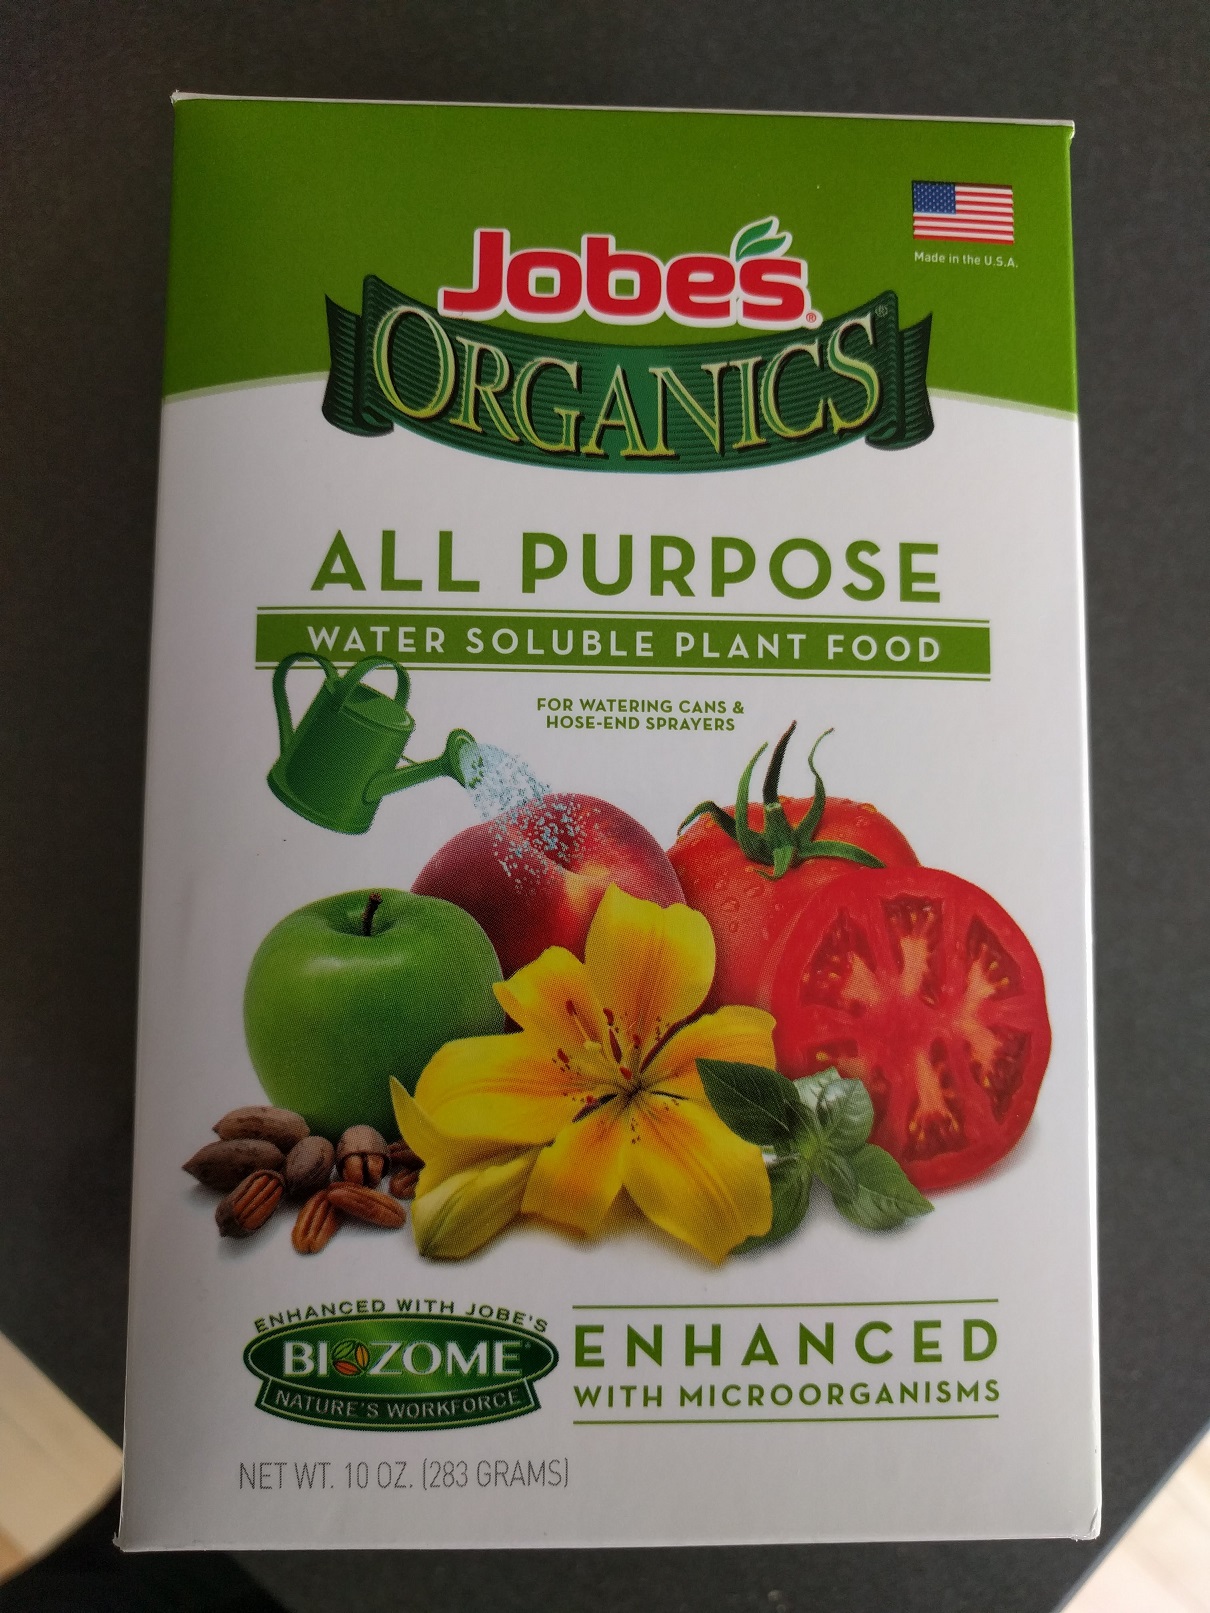 Made in the U.S.A.
Jobe's®
ORGANICS®
ALL PURPOSE
WATER SOLUBLE PLANT FOOD
FOR WATERING CANS &
HOSE-END SPRAYERS
ENHANCED WITH JOBE'S
BIOZOME®
NATURE'S WORKFORCE
ENHANCED
WITH MICROORGANISMS
NET WT. 10 OZ. (283 GRAMS)